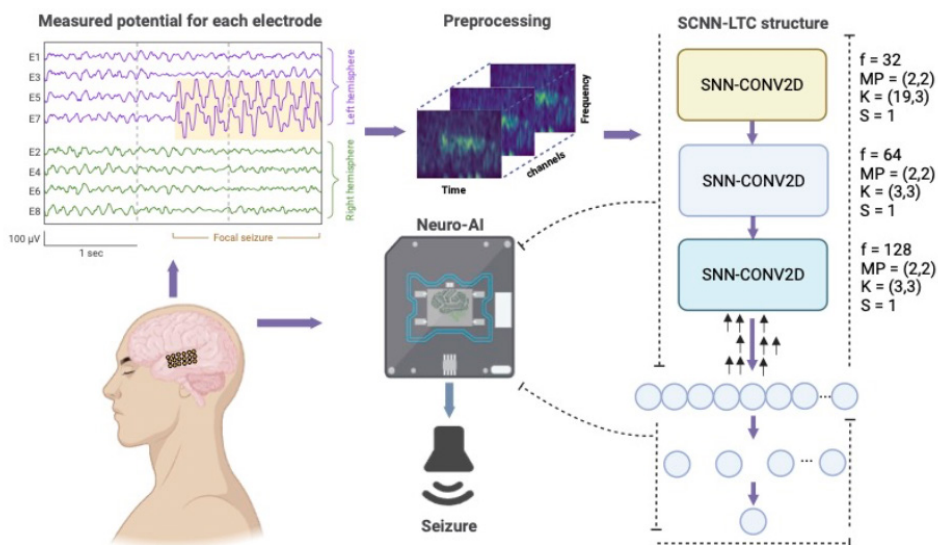 Measured potential for each electrode
E1
E3
E5
E7
Left hemisphere
E2
E4
E6
E8
Right hemisphere
100 µV
1 sec
Focal seizure
Preprocessing
Time
channels
Frequency
Neuro-AI
Seizure
SCNN-LTC structure
SNN-CONV2D
f = 32
MP = (2,2)
K = (19,3)
S = 1
SNN-CONV2D
f = 64
MP = (2,2)
K = (3,3)
S = 1
SNN-CONV2D
f = 128
MP = (2,2)
K = (3,3)
S = 1